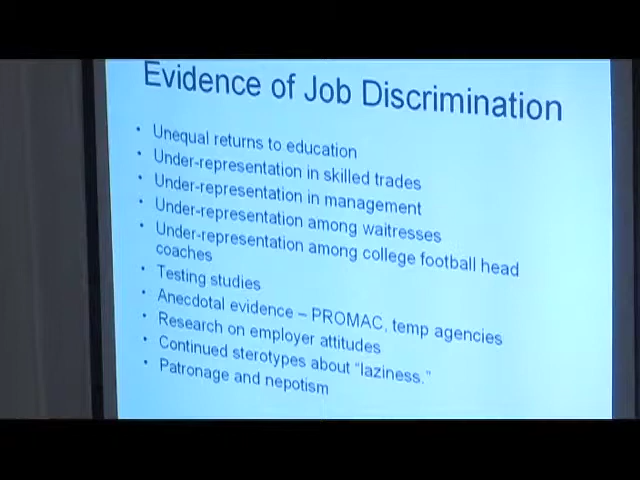 Evidence of Job Discrimination
• Unequal returns to education
• Under-representation in skilled trades
• Under-representation in management
• Under-representation among waitresses
• Under-representation among college football head
coaches
• Testing studies
• Anecdotal evidence – PROMAC, temp agencies
• Research on employer attitudes
• Continued sterotypes about "laziness."
• Patronage and nepotism